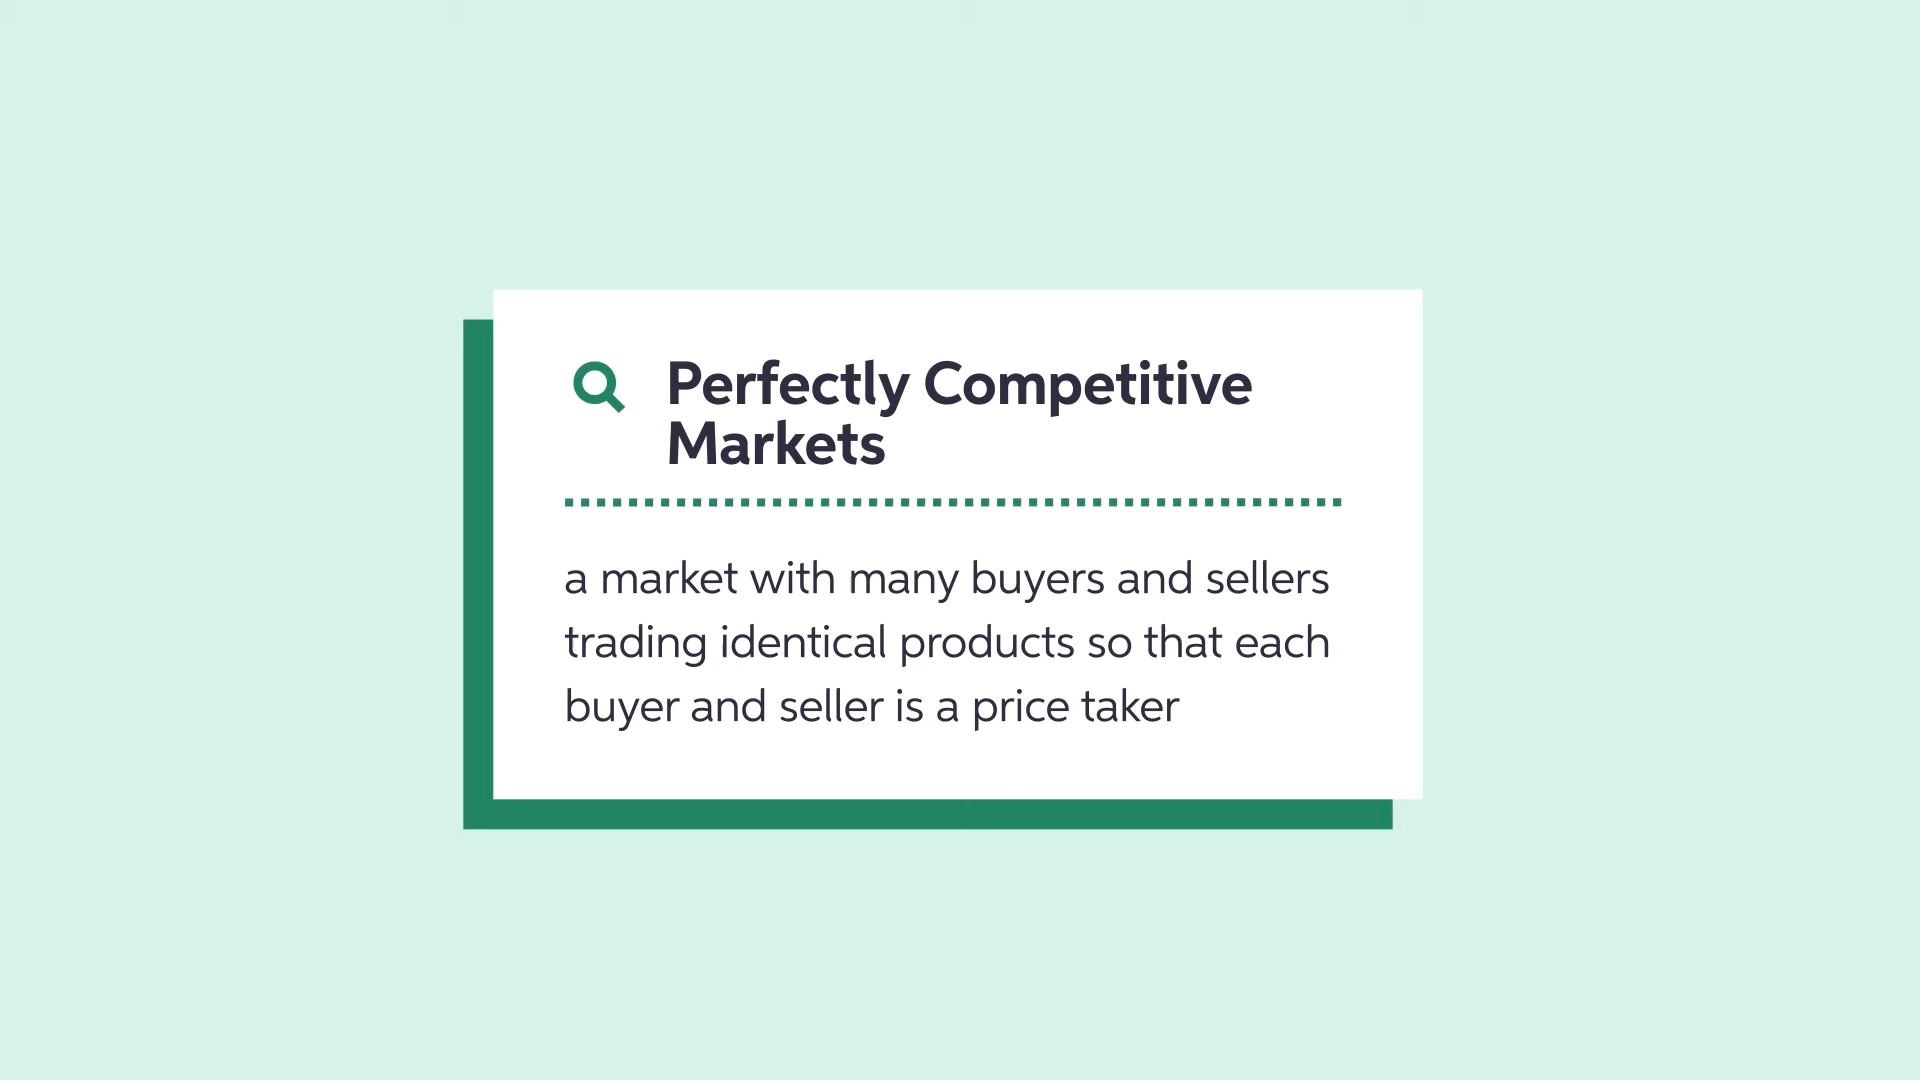 Perfectly Competitive
Markets
a market with many buyers and sellers
trading identical products so that each
buyer and seller is a price taker